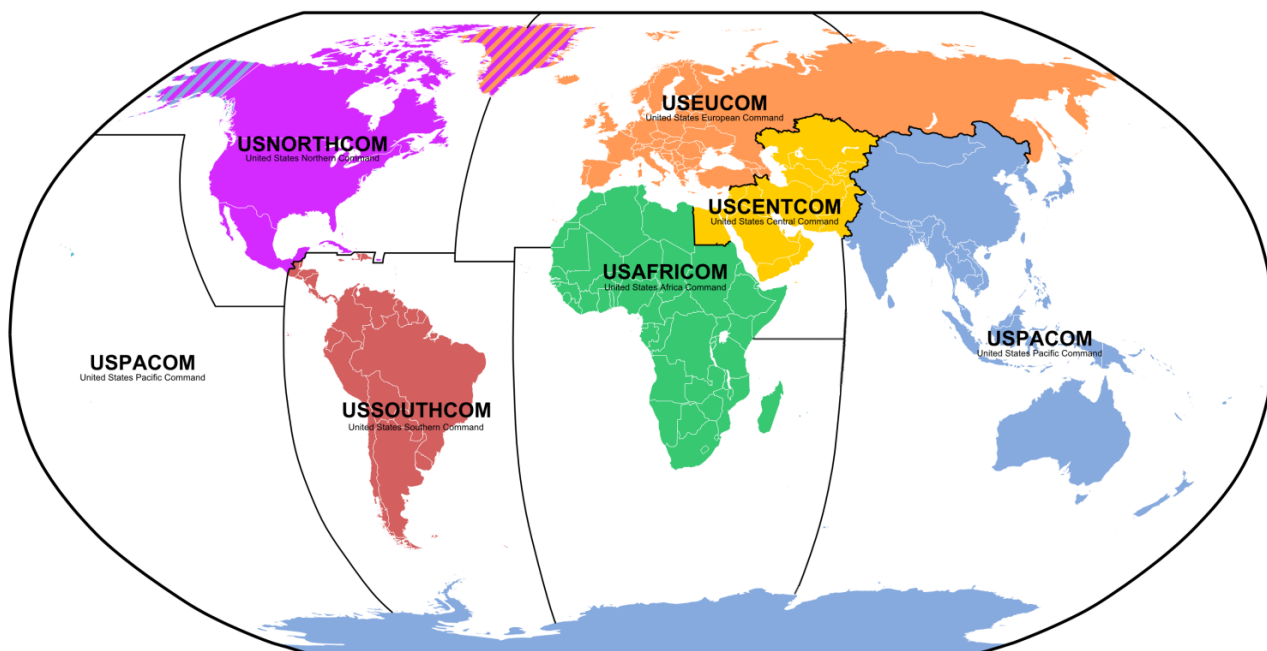 USEUCOM
United States European Command
USNORTHCOM
United States Northern Command
USCENTCOM
United States Central Command
USAFRICOM
United States Africa Command
USPACOM
United States Pacific Command
USPACOM
United States Pacific Command
USSOUTHCOM
United States Southern Command